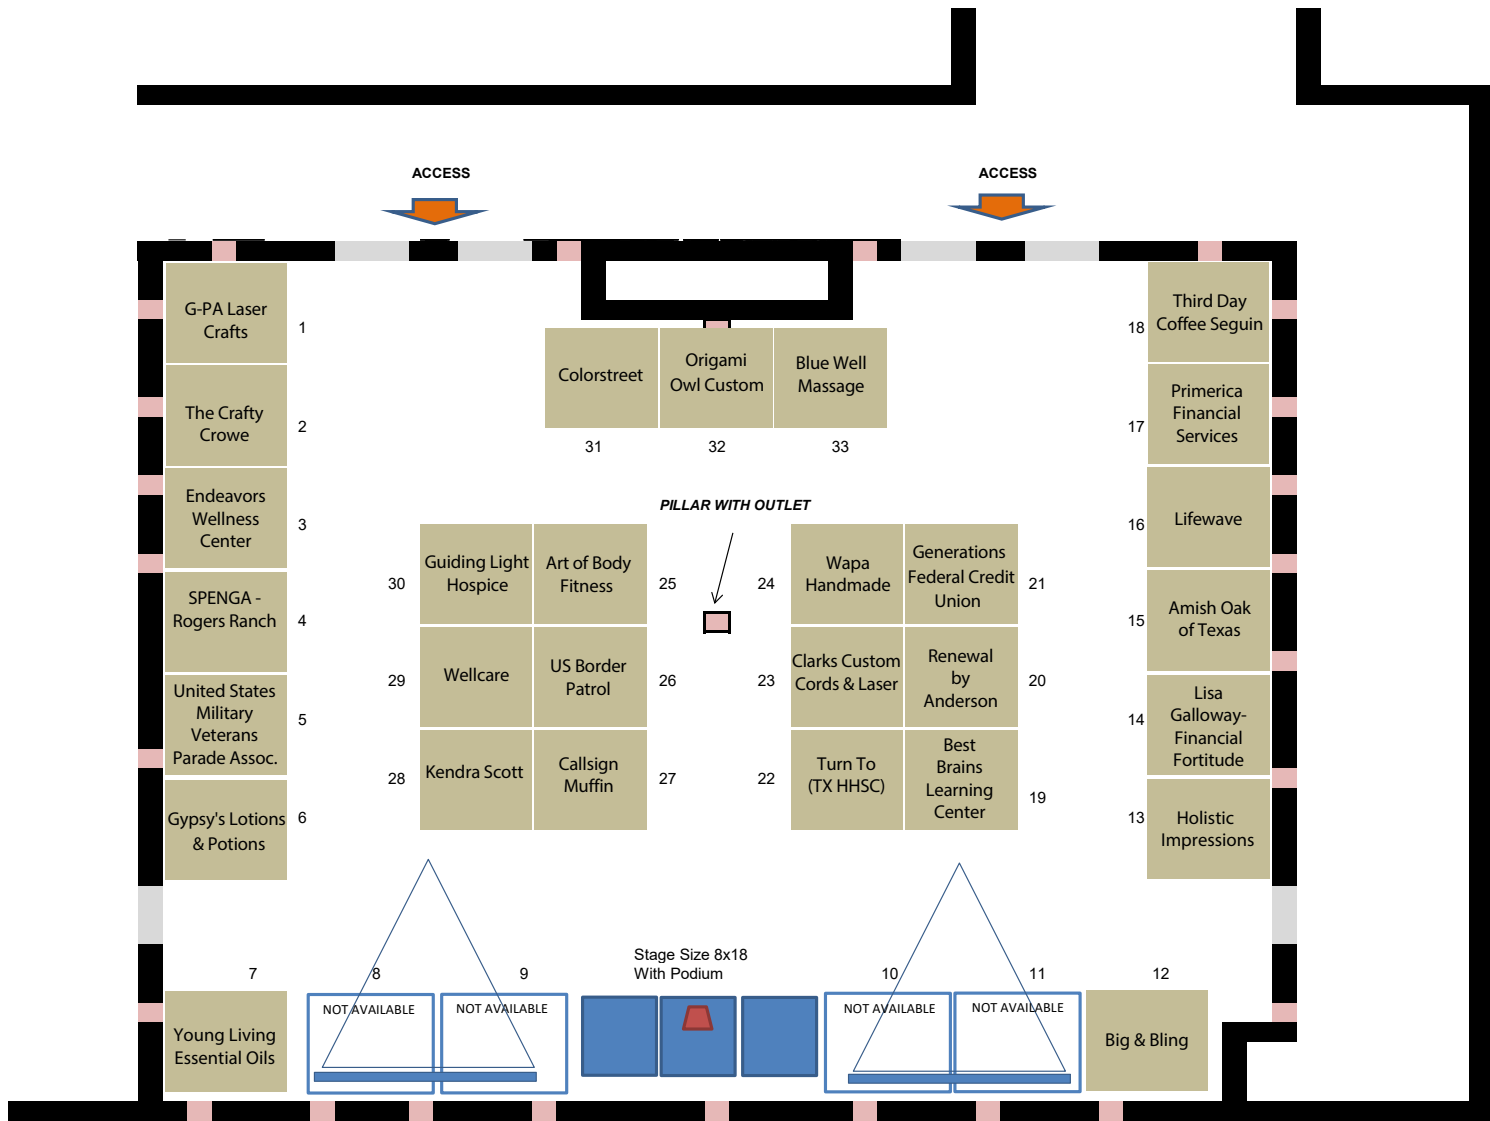 ACCESS
ACCESS
G-PA Laser
Crafts
1
The Crafty
Crowe
2
Endeavors
Wellness
Center
3
SPENGA -
Rogers Ranch
4
United States
Military
Veterans
Parade Assoc.
5
Gypsy's Lotions
& Potions
6
Colorstreet
31
Origami
Owl Custom
32
Blue Well
Massage
33
PILLAR WITH OUTLET
30
Guiding Light
Hospice
Art of Body
Fitness
25
29
Wellcare
US Border
Patrol
26
28
Kendra Scott
Callsign
Muffin
27
24
Wapa
Handmade
Generations
Federal Credit
Union
21
23
Clarks Custom
Cords & Laser
Renewal
by
Anderson
20
22
Turn To
(TX HHSC)
Best
Brains
Learning
Center
19
18
Third Day
Coffee Seguin
17
Primerica
Financial
Services
16
Lifewave
15
Amish Oak
of Texas
14
Lisa
Galloway-
Financial
Fortitude
13
Holistic
Impressions
7
Young Living
Essential Oils
8
NOT AVAILABLE
9
NOT AVAILABLE
Stage Size 8x18
With Podium
10
NOT AVAILABLE
11
NOT AVAILABLE
12
Big & Bling